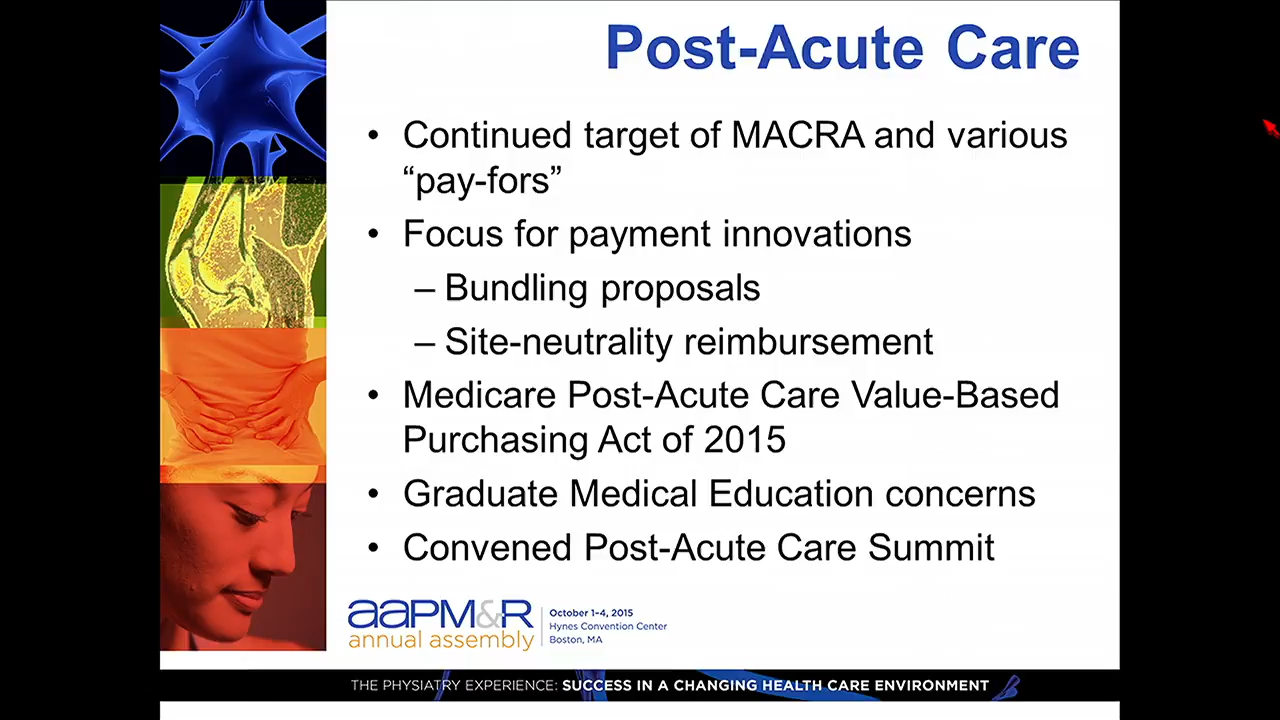 Post-Acute Care
• Continued target of MACRA and various
“pay-fors”
• Focus for payment innovations
– Bundling proposals
– Site-neutrality reimbursement
• Medicare Post-Acute Care Value-Based
Purchasing Act of 2015
• Graduate Medical Education concerns
• Convened Post-Acute Care Summit
aaPM&R
annual assembly
October 1-4, 2015
Hynes Convention Center
Boston, MA
THE PHYSIATRY EXPERIENCE: SUCCESS IN A CHANGING HEALTH CARE ENVIRONMENT